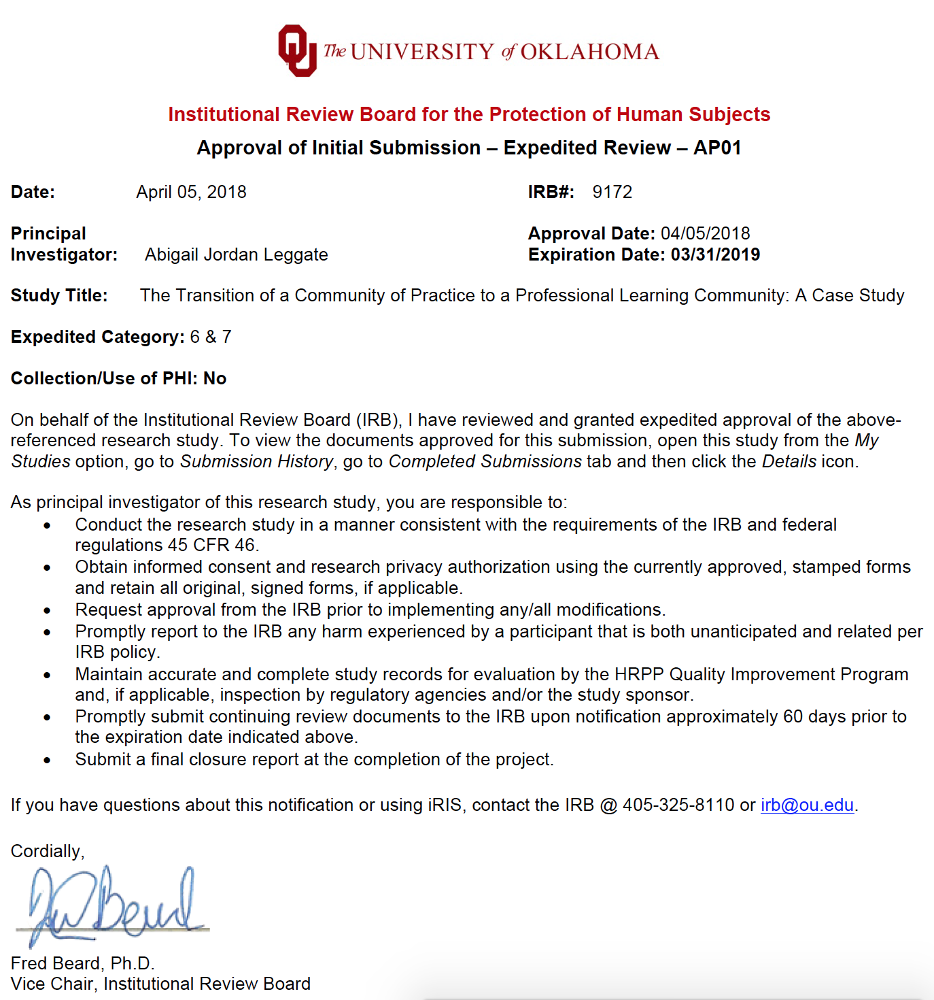 The UNIVERSITY of OKLAHOMA
Institutional Review Board for the Protection of Human Subjects
Approval of Initial Submission – Expedited Review – AP01
Date: April 05, 2018 IRB#: 9172
Principal
Investigator: Abigail Jordan Leggate
Approval Date: 04/05/2018
Expiration Date: 03/31/2019
Study Title: The Transition of a Community of Practice to a Professional Learning Community: A Case Study
Expedited Category: 6 & 7
Collection/Use of PHI: No
On behalf of the Institutional Review Board (IRB), I have reviewed and granted expedited approval of the above-
referenced research study. To view the documents approved for this submission, open this study from the My
Studies option, go to Submission History, go to Completed Submissions tab and then click the Details icon.
As principal investigator of this research study, you are responsible to:
• Conduct the research study in a manner consistent with the requirements of the IRB and federal
regulations 45 CFR 46.
• Obtain informed consent and research privacy authorization using the currently approved, stamped forms
and retain all original, signed forms, if applicable.
• Request approval from the IRB prior to implementing any/all modifications.
• Promptly report to the IRB any harm experienced by a participant that is both unanticipated and related per
IRB policy.
• Maintain accurate and complete study records for evaluation by the HRPP Quality Improvement Program
and, if applicable, inspection by regulatory agencies and/or the study sponsor.
• Promptly submit continuing review documents to the IRB upon notification approximately 60 days prior to
the expiration date indicated above.
• Submit a final closure report at the completion of the project.
If you have questions about this notification or using iRIS, contact the IRB @ 405-325-8110 or irb@ou.edu.
Cordially,
Fred Beard, Ph.D.
Vice Chair, Institutional Review Board